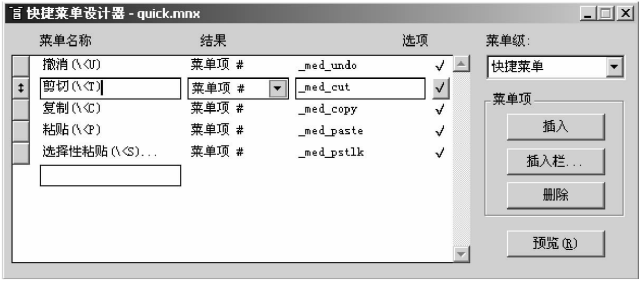 快捷菜单设计器 - quick.mnx
菜单名称 结果 选项 菜单级:
撤消(\<U) 菜单项 # _med_undo √
快捷菜单
剪切(\<T) 菜单项 # _med_cut √
菜单项
复制(\<C) 菜单项 # _med_copy √
粘贴(\<P) 菜单项 # _med_paste √
插入
选择性粘贴(\<S)... 菜单项 # _med_pstlk √
插入栏...
删除
预览(R)